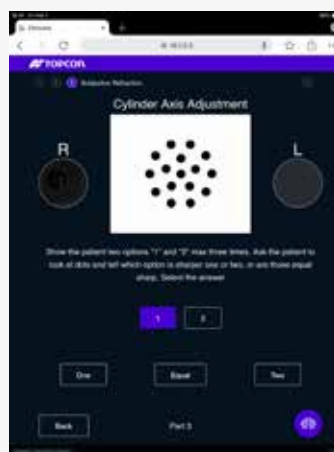 TOPCON
Subjective Refraction
Cylinder Axis Adjustment
R
L
Show the patient two options "1" and "2" max three times. Ask the patient to
look at dots and tell which option is sharper one or two, or are those equal
sharp. Select the answer
1
2
One
Equal
Two
Back
Part 3